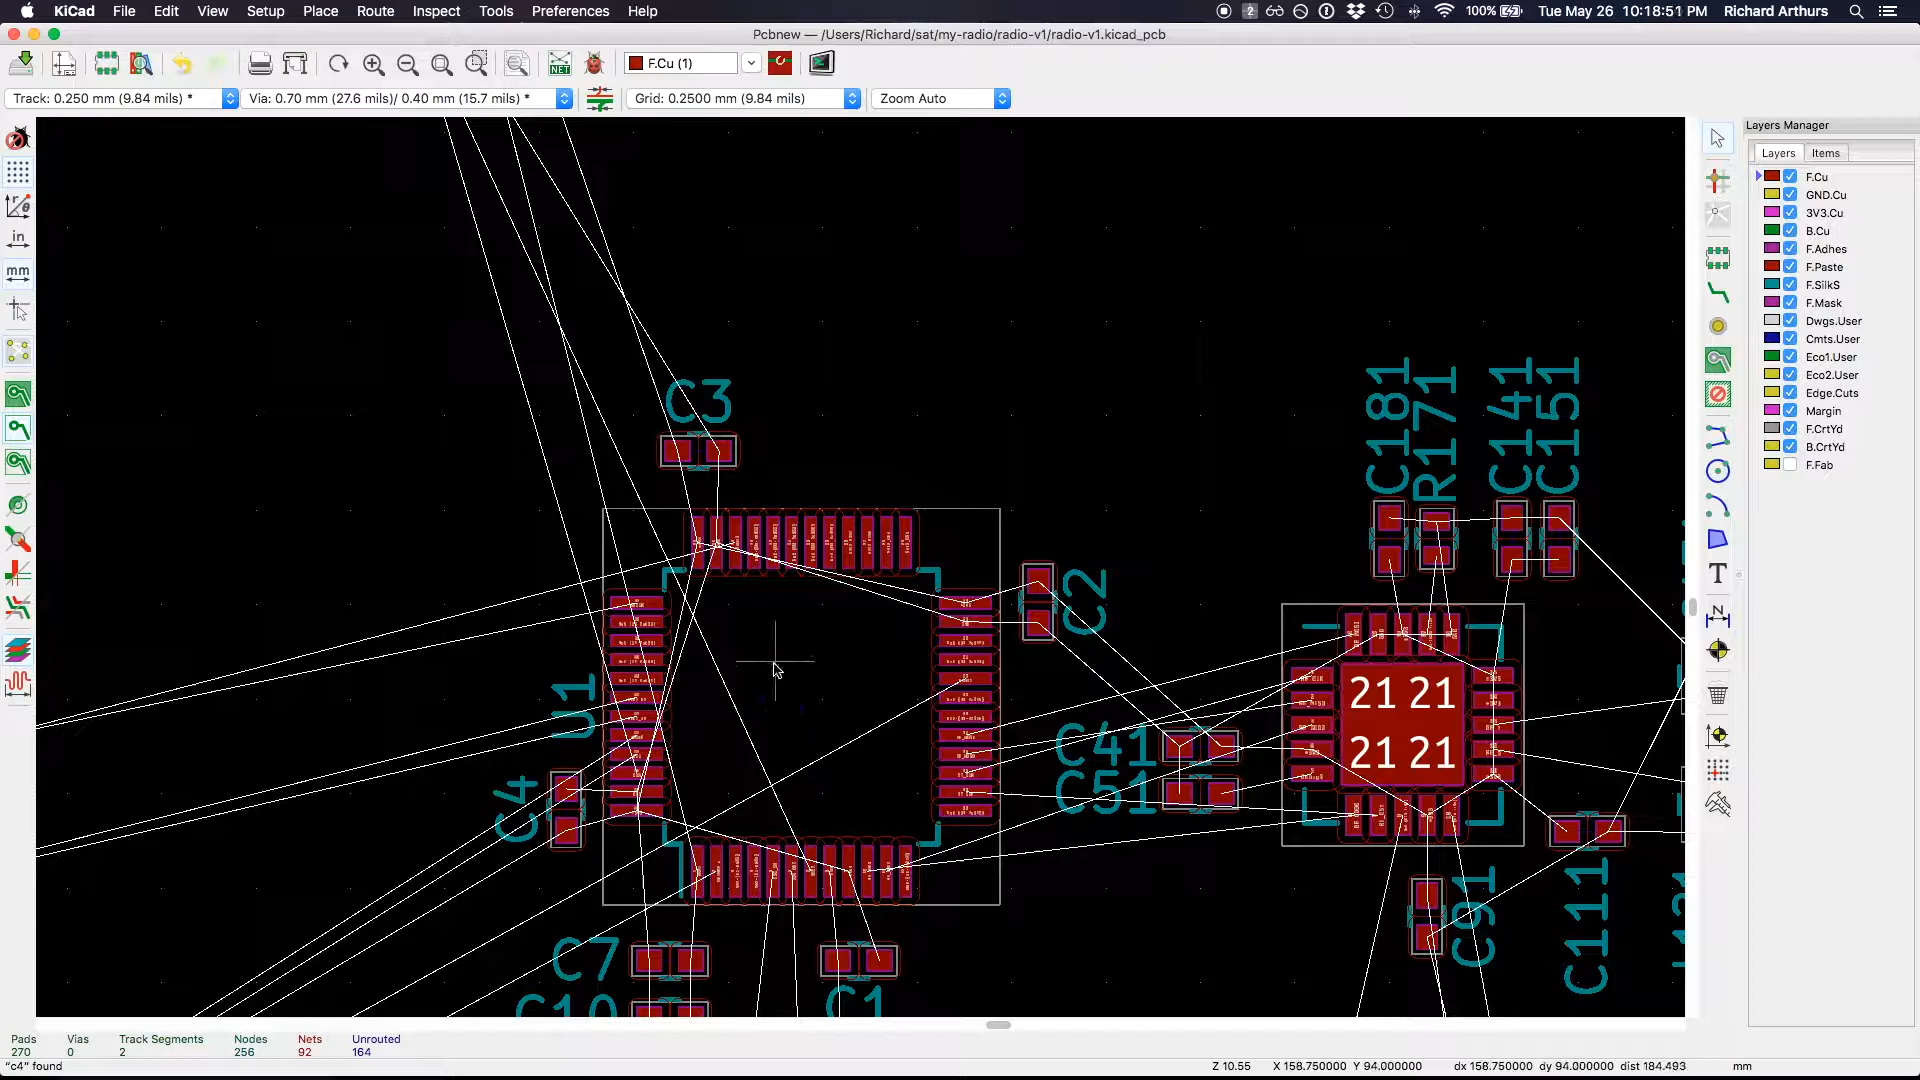 KiCad File Edit View Setup Place Route Inspect Tools Preferences Help 100% Tue May 26 10:18:51 PM Richard Arthurs
Pcbnew — /Users/Richard/sat/my-radio/radio-v1/radio-v1.kicad_pcb
NET F.Cu (1)
Track: 0.250 mm (9.84 mils) * Via: 0.70 mm (27.6 mils)/ 0.40 mm (15.7 mils) * Grid: 0.2500 mm (9.84 mils) Zoom Auto
Layers Manager
Layers Items
F.Cu
GND.Cu
3V3.Cu
B.Cu
F.Adhes
F.Paste
F.SilkS
F.Mask
Dwgs.User
Cmts.User
Eco1.User
Eco2.User
Edge.Cuts
Margin
F.CrtYd
B.CrtYd
F.Fab
in
mm
C3
C181
R171
C141
C151
C2
U1
C4
C41
C51
21 21
21 21
C91
C111
C7
C10
C1
T
N
Pads Vias Track Segments Nodes Nets Unrouted
270 0 2 256 92 164
"c4" found Z 10.55 X 158.750000 Y 94.000000 dx 158.750000 dy 94.000000 dist 184.493 mm